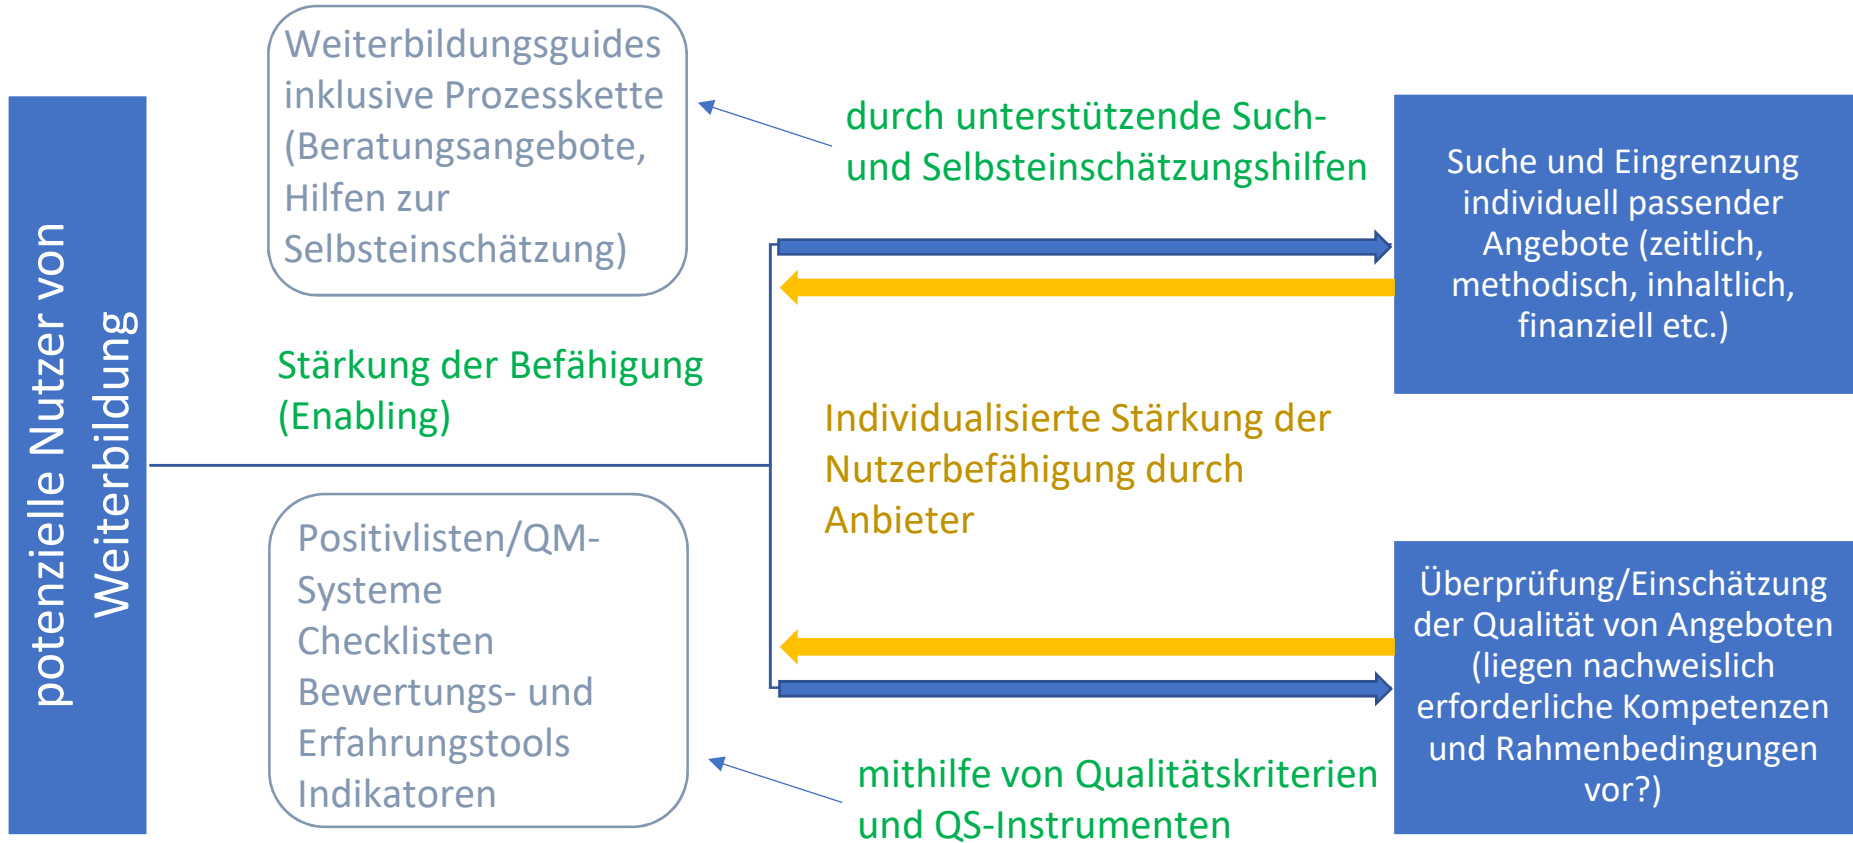 potenzielle Nutzer von
Weiterbildung
Weiterbildungsguides
inklusive Prozesskette
(Beratungsangebote,
Hilfen zur
Selbsteinschätzung)
durch unterstützende Such-
und Selbsteinschätzungshilfen
Suche und Eingrenzung
individuell passender
Angebote (zeitlich,
methodisch, inhaltlich,
finanziell etc.)
Stärkung der Befähigung
(Enabling)
Individualisierte Stärkung der
Nutzerbefähigung durch
Anbieter
Positivlisten/QM-
Systeme
Checklisten
Bewertungs- und
Erfahrungstools
Indikatoren
mithilfe von Qualitätskriterien
und QS-Instrumenten
Überprüfung/Einschätzung
der Qualität von Angeboten
(liegen nachweislich
erforderliche Kompetenzen
und Rahmenbedingungen
vor?)